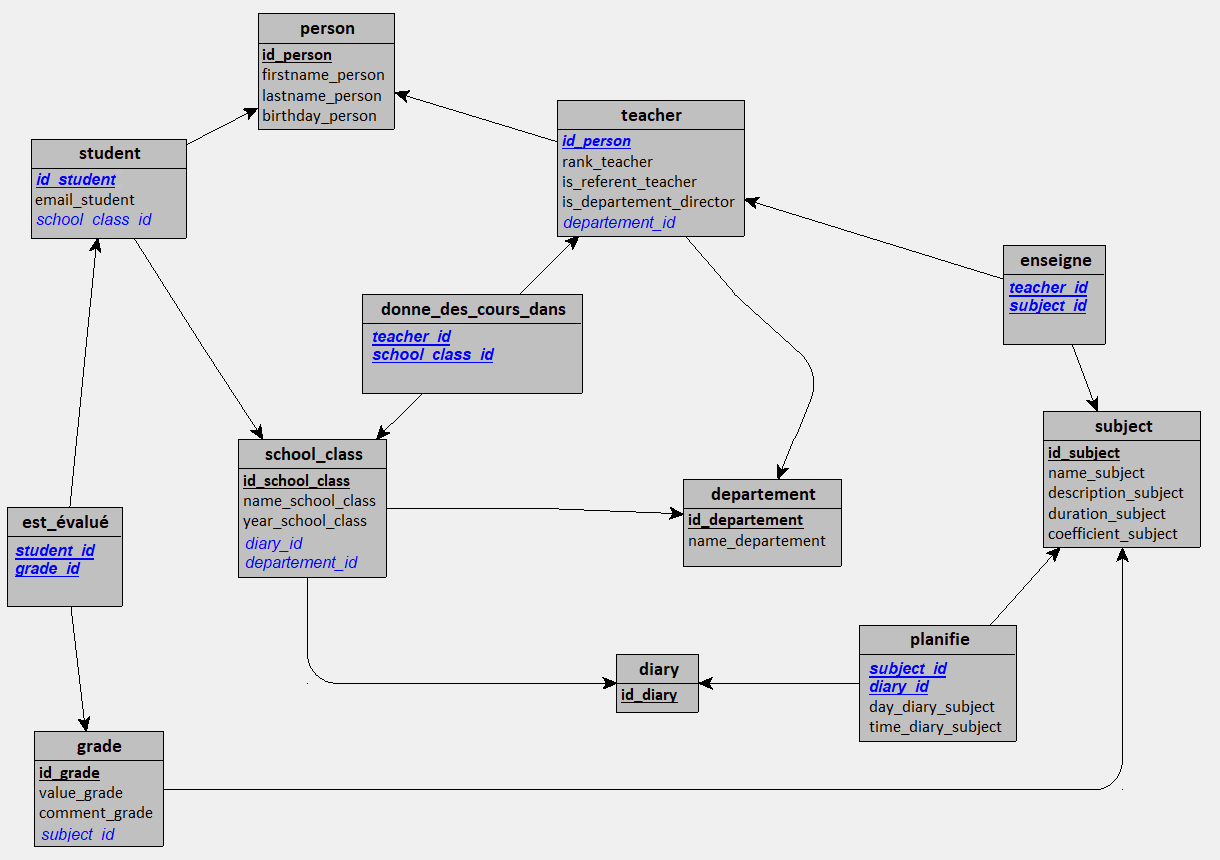 person
id_person
firstname_person
lastname_person
birthday_person
teacher
id_person
rank_teacher
is_referent_teacher
is_departement_director
departement_id
student
id_student
email_student
school_class_id
enseigne
teacher_id
subject_id
donne_des_cours_dans
teacher_id
school_class_id
subject
id_subject
name_subject
description_subject
duration_subject
coefficient_subject
school_class
id_school_class
name_school_class
year_school_class
diary_id
departement_id
departement
id_departement
name_departement
est_évalué
student_id
grade_id
planifie
subject_id
diary_id
day_diary_subject
time_diary_subject
diary
id_diary
grade
id_grade
value_grade
comment_grade
subject_id